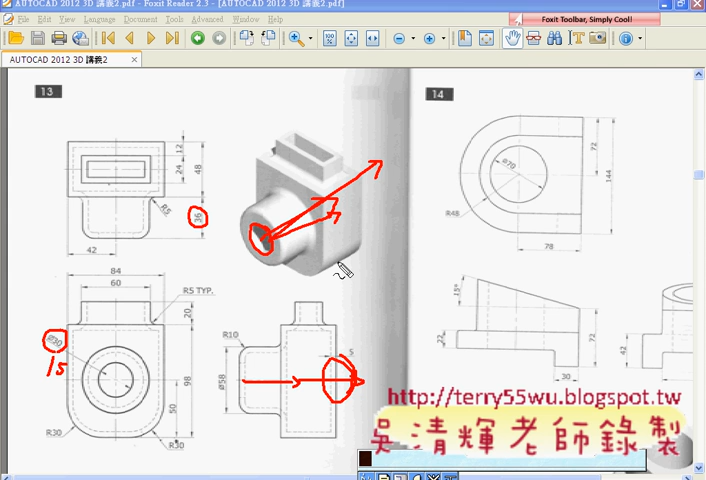 AUTOCAD 2012 3D 講義2.pdf - Foxit Reader 2.3 - [AUTOCAD 2012 3D 講義2.pdf]
File Edit View Language Document Tools Advanced Window Help
Foxit Toolbar, Simply Cool!
AUTOCAD 2012 3D 講義2
13
14
12
24
48
36
R5
42
84
60
R5 TYP.
20
Ø30
15
98
50
R30
R30
R10
Ø58
5
Ø70
72
144
R48
78
15°
22
72
30
42
http://terry55wu.blogspot.tw
吳清輝老師錄製